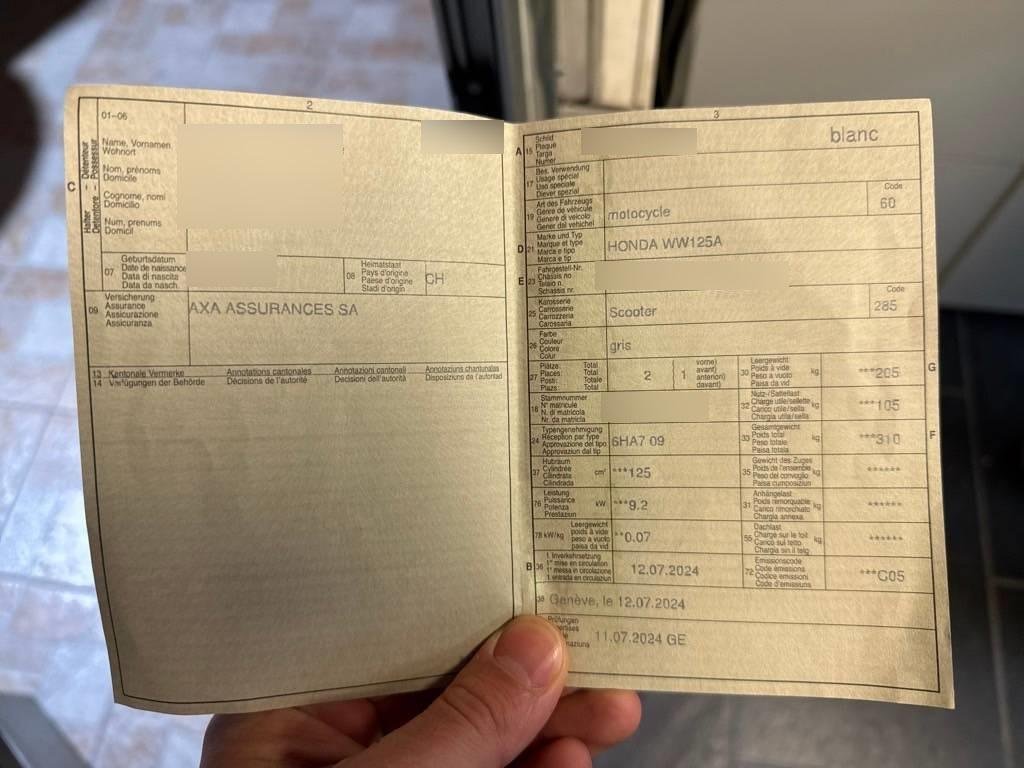 2
01-06
C
Halter - Détenteur
Detentore - Possessur
Name, Vornamen
Wohnort
Nom, prénoms
Domicile
Cognome, nomi
Domicilio
Num, prenums
Domicil
07
Geburtsdatum
Date de naissance
Data di nascita
Data da nasch.
08
Heimatstaat
Pays d'origine
Paese d'origine
Stadi d'origin
CH
09
Versicherung
Assurance
Assicurazione
Assicuranza
AXA ASSURANCES SA
13 Kantonale Vermerke Annotations cantonales Annotazioni cantonali Annotaziuns chantunalas
14 Verfügungen der Behörde Décisions de l'autorité Decisioni dell'autorità Disposiziuns da l'autoritad
3
A 15
Schild
Plaque
Targa
Numer
blanc
17
Bes. Verwendung
Usage spécial
Uso speciale
Diever spezial
19
Art des Fahrzeugs
Genre de véhicule
Genere di veicolo
Gener dal vehichel
motocycle
Code
60
D 21
Marke und Typ
Marque et type
Marca e tipo
Marca e tip
HONDA WW125A
E 23
Fahrgestell-Nr.
Châssis no
Telaio n.
Schassis nr.
25
Karosserie
Carrosserie
Carrozzeria
Carossaria
Scooter
Code
285
26
Farbe
Couleur
Colore
Colur
gris
27
Plätze: Total
Places: Total
Posti: Totale
Plazs: Total
2
1
vorne)
avant)
anteriori)
davant)
30
Leergewicht
Poids à vide
Peso a vuoto
Paisa da vid
kg
***205
G
18
Stammnummer
N° matricule
N. di matricola
Nr. da matricla
32
Nutz-/Sattellast
Charge utile/sellette
Carico utile/sella
Chargia utila/sella
kg
***105
24
Typengenehmigung
Réception par type
Approvazione del tipo
Approvaziun dal tip
6HA7 09
33
Gesamtgewicht
Poids total
Peso totale
Paisa totala
kg
***310
F
37
Hubraum
Cylindrée
Cilindrata
Cilindrada
cm³
***125
35
Gewicht des Zuges
Poids de l'ensemble
Peso del convoglio
Paisa cumposiziun
kg
******
76
Leistung
Puissance
Potenza
Prestaziun
kW
***9.2
31
Anhängelast
Poids remorquable
Carico rimorchiato
Chargia annexa
kg
******
78 kW/kg
Leergewicht
poids à vide
peso a vuoto
paisa da vid
**0.07
55
Dachlast
Charge sur le toit
Carico sul tetto
Chargia sin il tetg
kg
******
B 36
1. Inverkehrsetzung
1re mise en circulation
1a messa in circolazione
1. entrada en circulaziun
12.07.2024
72
Emissionscode
Code émissions
Codice emissioni
Code d'emissiuns
***G05
38 Genève, le 12.07.2024
Prüfungen
11.07.2024 GE